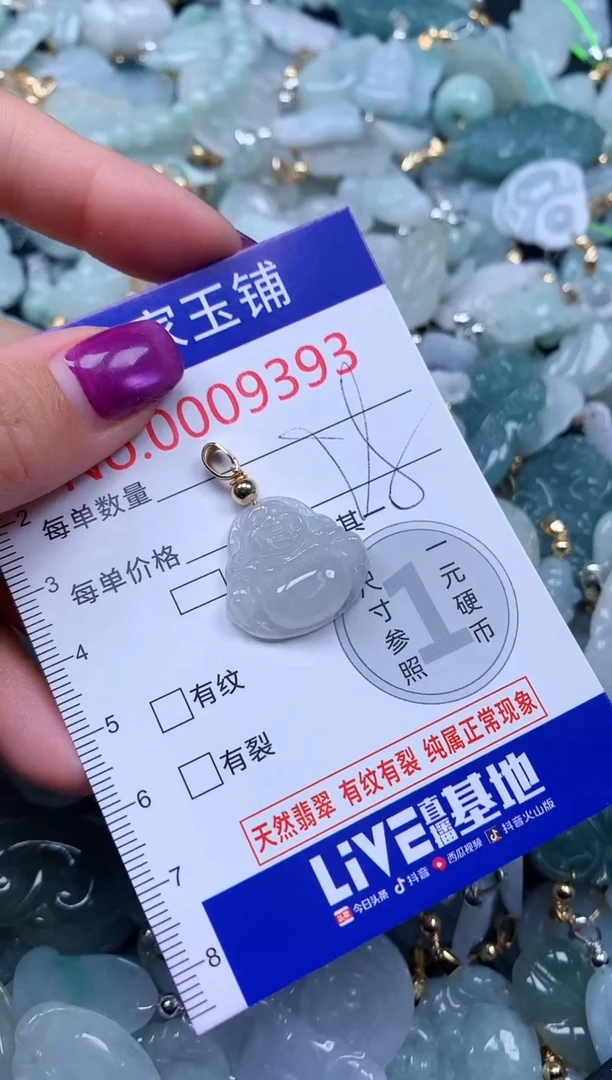 家玉铺
NO.0009393
每单数量
每单价格
其一
2
3
4
5
6
7
8
有纹
有裂
一元硬币
1
尺寸参照
天然翡翠 有纹有裂 纯属正常现象
LiVE直播基地
今日头条 抖音 西瓜视频 抖音火山版